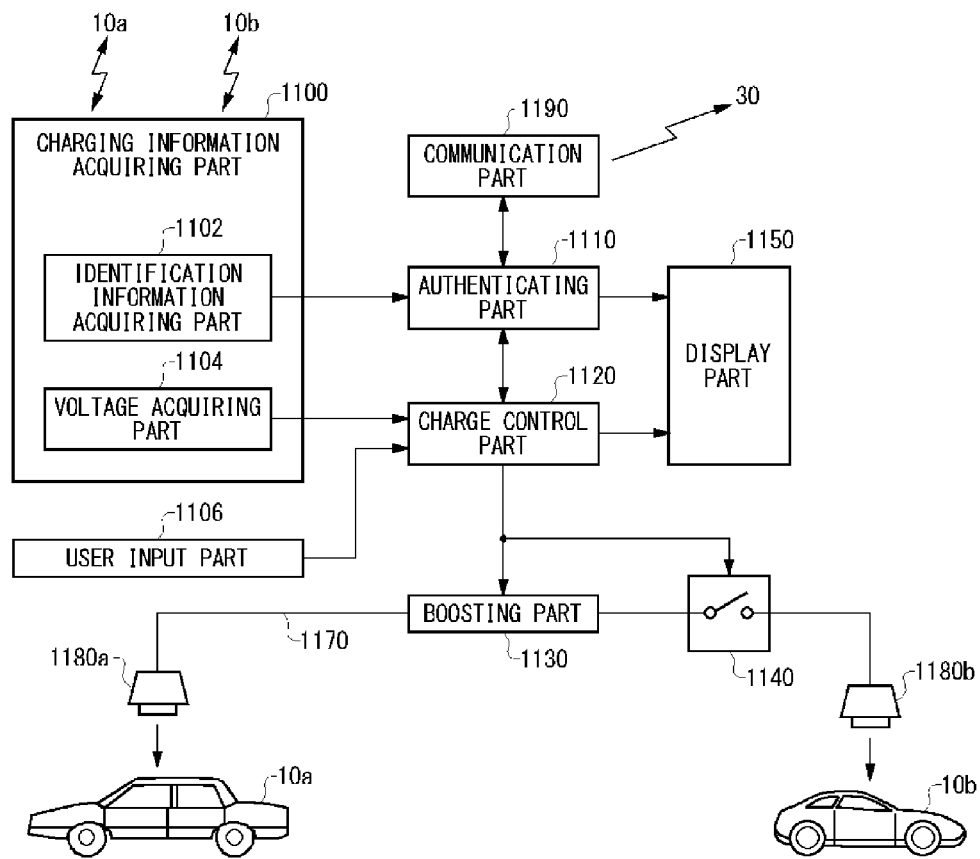 10a
10b
1100
CHARGING INFORMATION
ACQUIRING PART
1102
IDENTIFICATION
INFORMATION
ACQUIRING PART
1104
VOLTAGE ACQUIRING
PART
1106
USER INPUT PART
1190
COMMUNICATION
PART
30
1110
AUTHENTICATING
PART
1120
CHARGE CONTROL
PART
1150
DISPLAY
PART
BOOSTING PART
1130
1140
1170
1180a
1180b
10a
10b